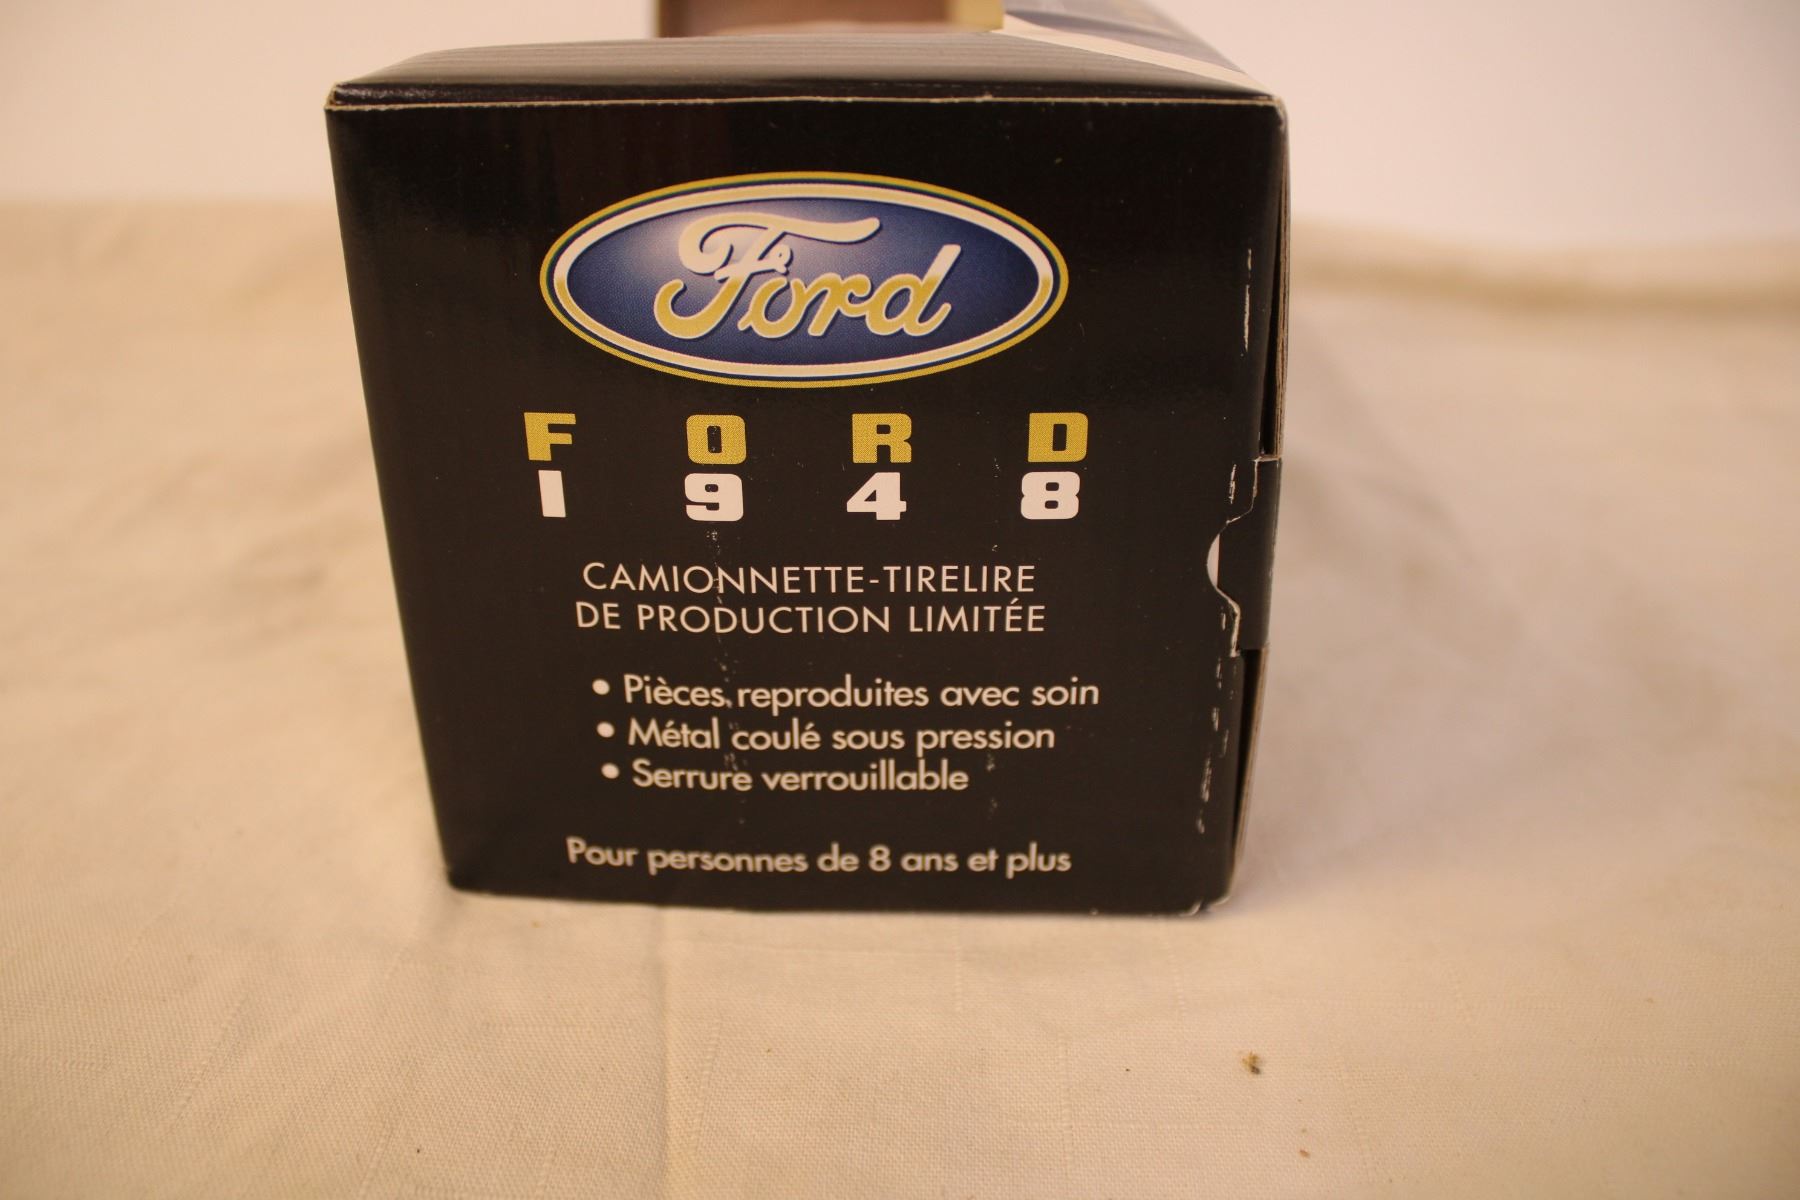 Ford
FORD
1948
CAMIONNETTE-TIRELIRE
DE PRODUCTION LIMITÉE
• Pièces reproduites avec soin
• Métal coulé sous pression
• Serrure verrouillable
Pour personnes de 8 ans et plus